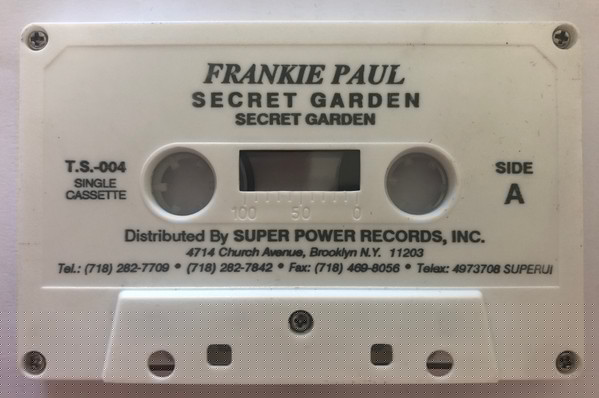 FRANKIE PAUL
SECRET GARDEN
SECRET GARDEN
T.S.-004
SINGLE
CASSETTE
SIDE
A
100 50 0
Distributed By SUPER POWER RECORDS, INC.
4714 Church Avenue, Brooklyn N.Y. 11203
Tel.: (718) 282-7709 * (718) 282-7842 * Fax: (718) 469-8056 * Telex: 4973708 SUPERUI